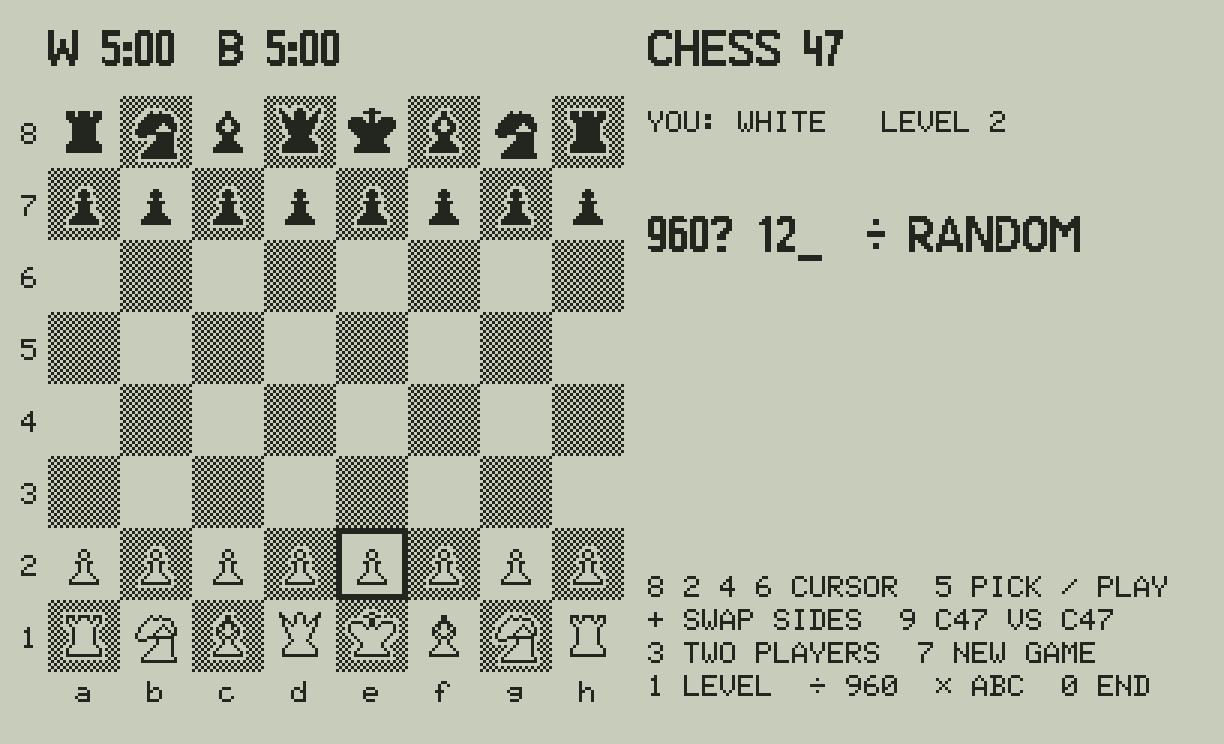 W 5:00 B 5:00
CHESS 47
YOU: WHITE LEVEL 2
960? 12_ ÷ RANDOM
8
7
6
5
4
3
2
1
a b c d e f g h
8 2 4 6 CURSOR 5 PICK / PLAY
+ SWAP SIDES 9 C47 VS C47
3 TWO PLAYERS 7 NEW GAME
1 LEVEL ÷ 960 × ABC 0 END